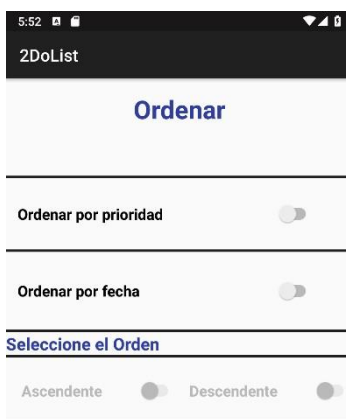 5:52
2DoList
Ordenar
Ordenar por prioridad
Ordenar por fecha
Seleccione el Orden
Ascendente Descendente